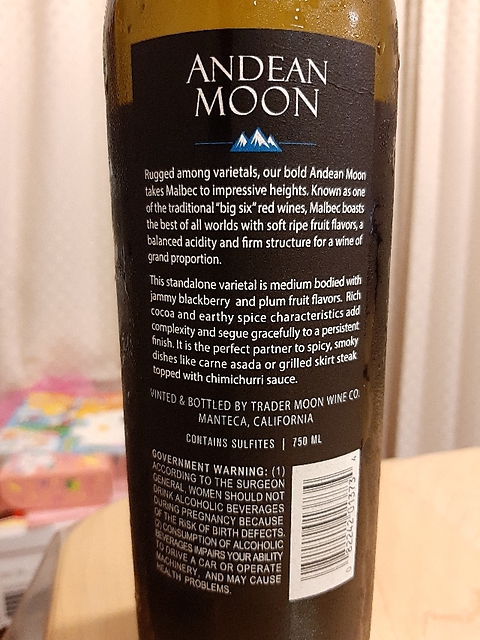 ANDEAN
MOON
Rugged among varietals, our bold Andean Moon
takes Malbec to impressive heights. Known as one
of the traditional "big six" red wines, Malbec boasts
the best of all worlds with soft ripe fruit flavors, a
balanced acidity and firm structure for a wine of
grand proportion.
This standalone varietal is medium bodied with
jammy blackberry and plum fruit flavors. Rich
cocoa and earthy spice characteristics add
complexity and segue gracefully to a persistent
finish. It is the perfect partner to spicy, smoky
dishes like carne asada or grilled skirt steak
topped with chimichurri sauce.
VINTED & BOTTLED BY TRADER MOON WINE CO.
MANTECA, CALIFORNIA
CONTAINS SULFITES | 750 ML
GOVERNMENT WARNING: (1)
ACCORDING TO THE SURGEON
GENERAL, WOMEN SHOULD NOT
DRINK ALCOHOLIC BEVERAGES
DURING PREGNANCY BECAUSE
OF THE RISK OF BIRTH DEFECTS.
(2) CONSUMPTION OF ALCOHOLIC
BEVERAGES IMPAIRS YOUR ABILITY
TO DRIVE A CAR OR OPERATE
MACHINERY, AND MAY CAUSE
HEALTH PROBLEMS.
0 82242 01373 4